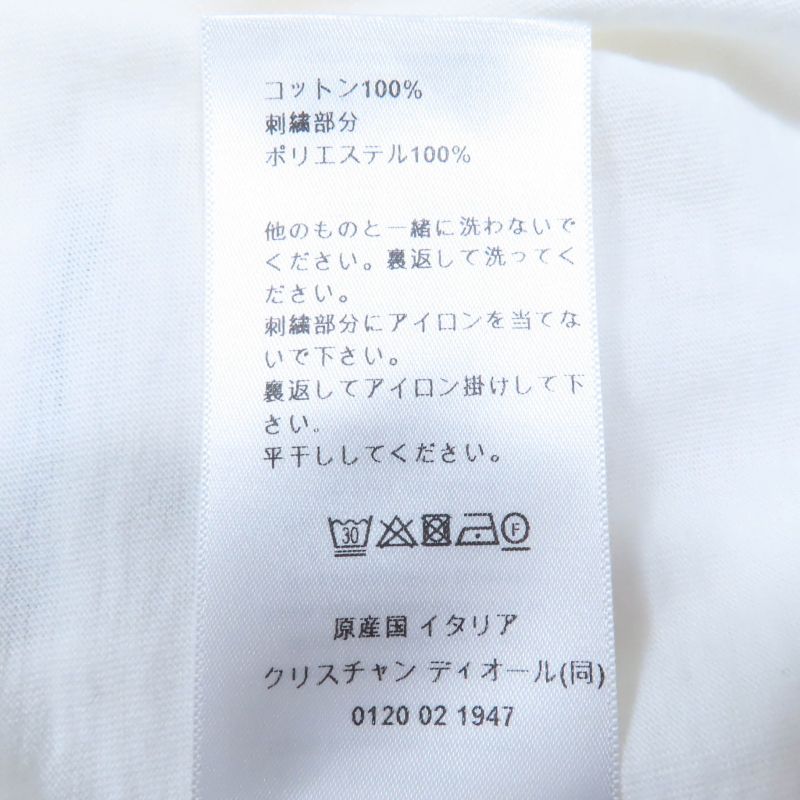 コットン100%
刺繍部分
ポリエステル100%
他のものと一緒に洗わないで
ください。裏返して洗ってく
ださい。
刺繍部分にアイロンを当てな
いで下さい。
裏返してアイロン掛けして下
さい。
平干ししてください。
30 F
原産国 イタリア
クリスチャン ディオール(同)
0120 02 1947